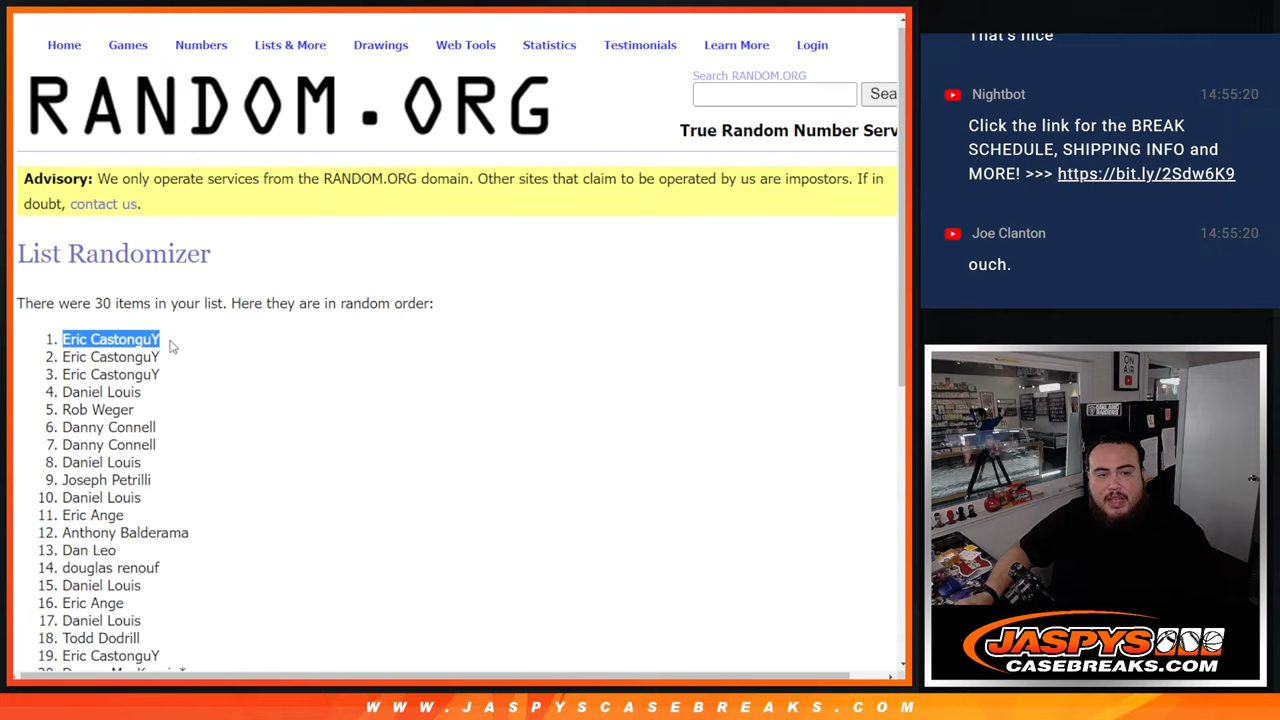 Home Games Numbers Lists & More Drawings Web Tools Statistics Testimonials Learn More Login
RANDOM.ORG
Search RANDOM.ORG
Sea
True Random Number Serv
Advisory: We only operate services from the RANDOM.ORG domain. Other sites that claim to be operated by us are impostors. If in
doubt, contact us.
List Randomizer
There were 30 items in your list. Here they are in random order:
1. Eric CastonguY
2. Eric CastonguY
3. Eric CastonguY
4. Daniel Louis
5. Rob Weger
6. Danny Connell
7. Danny Connell
8. Daniel Louis
9. Joseph Petrilli
10. Daniel Louis
11. Eric Ange
12. Anthony Balderama
13. Dan Leo
14. douglas renouf
15. Daniel Louis
16. Eric Ange
17. Daniel Louis
18. Todd Dodrill
19. Eric CastonguY
That's nice
Nightbot 14:55:20
Click the link for the BREAK
SCHEDULE, SHIPPING INFO and
MORE! >>> https://bit.ly/2Sdw6K9
Joe Clanton 14:55:20
ouch.
ON
AIR
JASPYS
CASEBREAKS.COM
WWW.JASPYSCASEBREAKS.COM